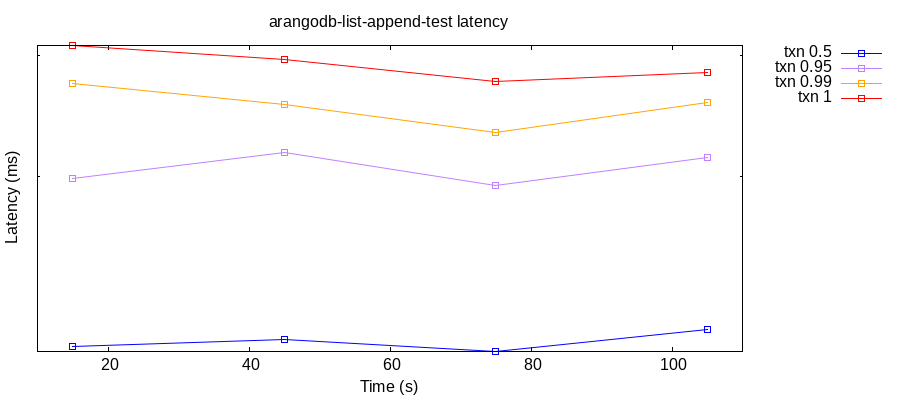 arangodb-list-append-test latency
txn 0.5
txn 0.95
txn 0.99
txn 1
Latency (ms)
20 40 60 80 100
Time (s)